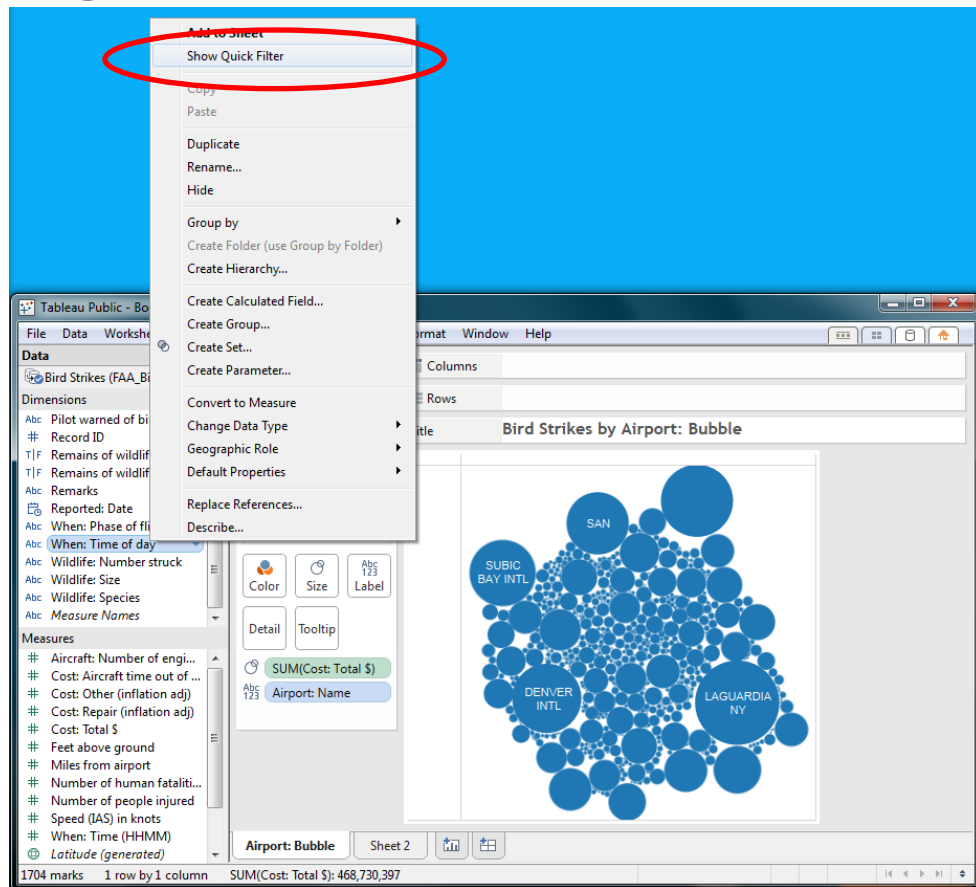 Add to Sheet
Show Quick Filter
Copy
Paste
Duplicate
Rename...
Hide
Group by
Create Folder (use Group by Folder)
Create Hierarchy...
Create Calculated Field...
Create Group...
Create Set...
Create Parameter...
Convert to Measure
Change Data Type
Geographic Role
Default Properties
Replace References...
Describe...
Tableau Public - Bo
File Data Workshe ormat Window Help
Data
Bird Strikes (FAA_Bi
Dimensions
Abc Pilot warned of bi
# Record ID
T|F Remains of wildlif
T|F Remains of wildlif
Abc Remarks
Reported: Date
Abc When: Phase of fli
Abc When: Time of day
Abc Wildlife: Number struck
Abc Wildlife: Size
Abc Wildlife: Species
Abc Measure Names
Measures
# Aircraft: Number of engi...
# Cost: Aircraft time out of ...
# Cost: Other (inflation adj)
# Cost: Repair (inflation adj)
# Cost: Total $
# Feet above ground
# Miles from airport
# Number of human fataliti...
# Number of people injured
# Speed (IAS) in knots
# When: Time (HHMM)
Latitude (generated)
Columns
Rows
itle Bird Strikes by Airport: Bubble
Abc
123
Color Size Label
Detail Tooltip
SUM(Cost: Total $)
Abc
123 Airport: Name
SAN
SUBIC
BAY INTL
DENVER
INTL
LAGUARDIA
NY
Airport: Bubble Sheet 2
1704 marks 1 row by 1 column SUM(Cost: Total $): 468,730,397